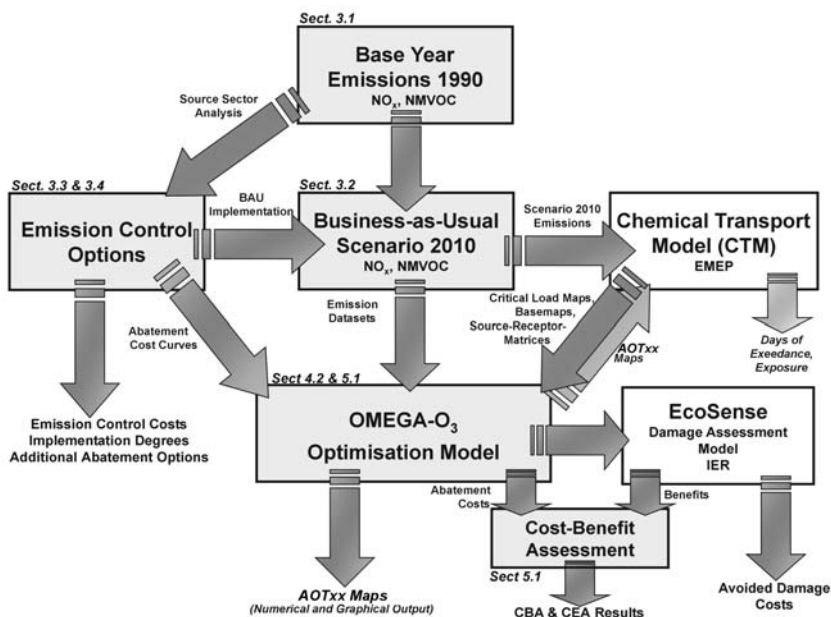 Sect. 3.1
Base Year
Emissions 1990
NOx, NMVOC
Source Sector
Analysis
Sect. 3.3 & 3.4
Emission Control
Options
BAU
Implementation
Sect. 3.2
Business-as-Usual
Scenario 2010
NOx, NMVOC
Scenario 2010
Emissions
Chemical Transport
Model (CTM)
EMEP
Abatement
Cost Curves
Emission
Datasets
Critical Load Maps,
Basemaps,
Source-Receptor-
Matrices
AOTxx
Maps
Days of
Exeedance,
Exposure
Emission Control Costs
Implementation Degrees
Additional Abatement Options
Sect 4.2 & 5.1
OMEGA-O3
Optimisation Model
EcoSense
Damage Assessment
Model
IER
Abatement
Costs
Benefits
Cost-Benefit
Assessment
Sect 5.1
AOTxx Maps
(Numerical and Graphical Output)
CBA & CEA Results
Avoided Damage
Costs